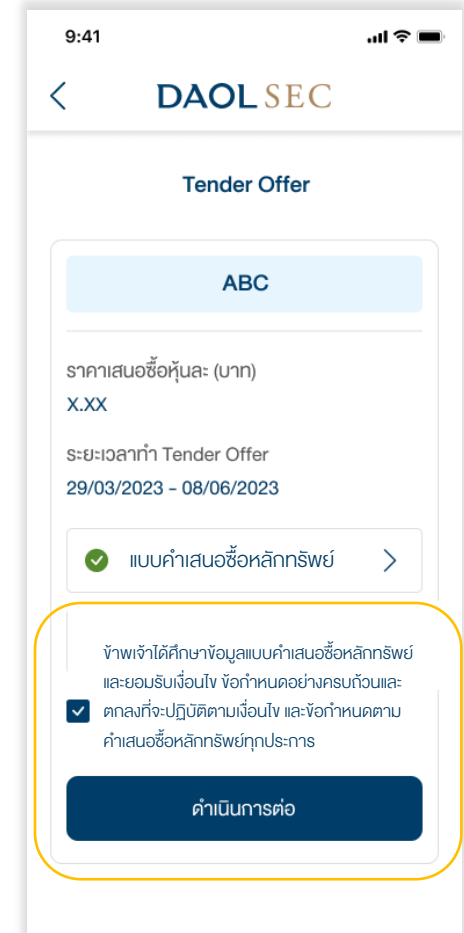 9:41
DAOL SEC
Tender Offer
ABC
ราคาเสนอซื้อหุ้นละ (บาท)
X.XX
ระยะเวลาทำ Tender Offer
29/03/2023 - 08/06/2023
แบบคำเสนอซื้อหลักทรัพย์
ข้าพเจ้าได้ศึกษาข้อมูลแบบคำเสนอซื้อหลักทรัพย์
และยอมรับเงื่อนไข ข้อกำหนดอย่างครบถ้วนและ
ตกลงที่จะปฏิบัติตามเงื่อนไข และข้อกำหนดตาม
คำเสนอซื้อหลักทรัพย์ทุกประการ
ดำเนินการต่อ